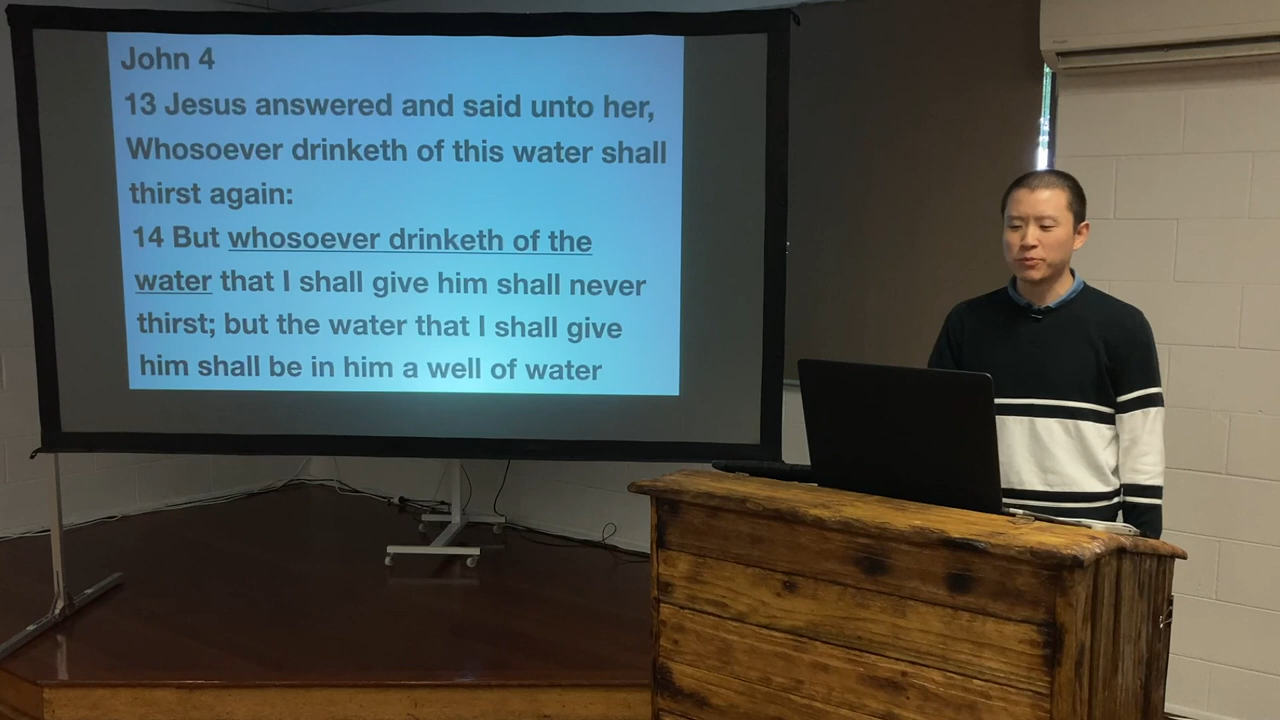 John 4
13 Jesus answered and said unto her,
Whosoever drinketh of this water shall
thirst again:
14 But whosoever drinketh of the
water that I shall give him shall never
thirst; but the water that I shall give
him shall be in him a well of water